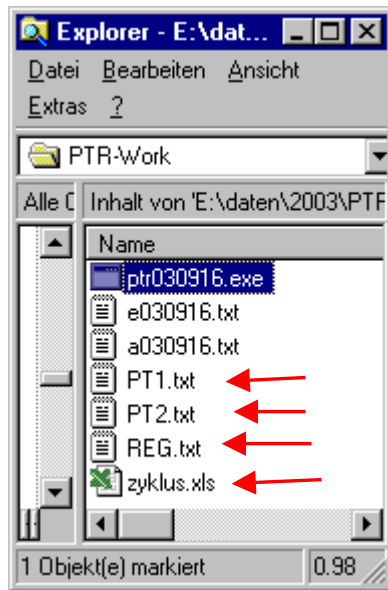 Explorer - E:\dat...
Datei Bearbeiten Ansicht
Extras ?
PTR-Work
Alle Inhalt von 'E:\daten\2003\PTR
Name
ptr030916.exe
e030916.txt
a030916.txt
PT1.txt
PT2.txt
REG.txt
zyklus.xls
1 Objekt(e) markiert 0.98